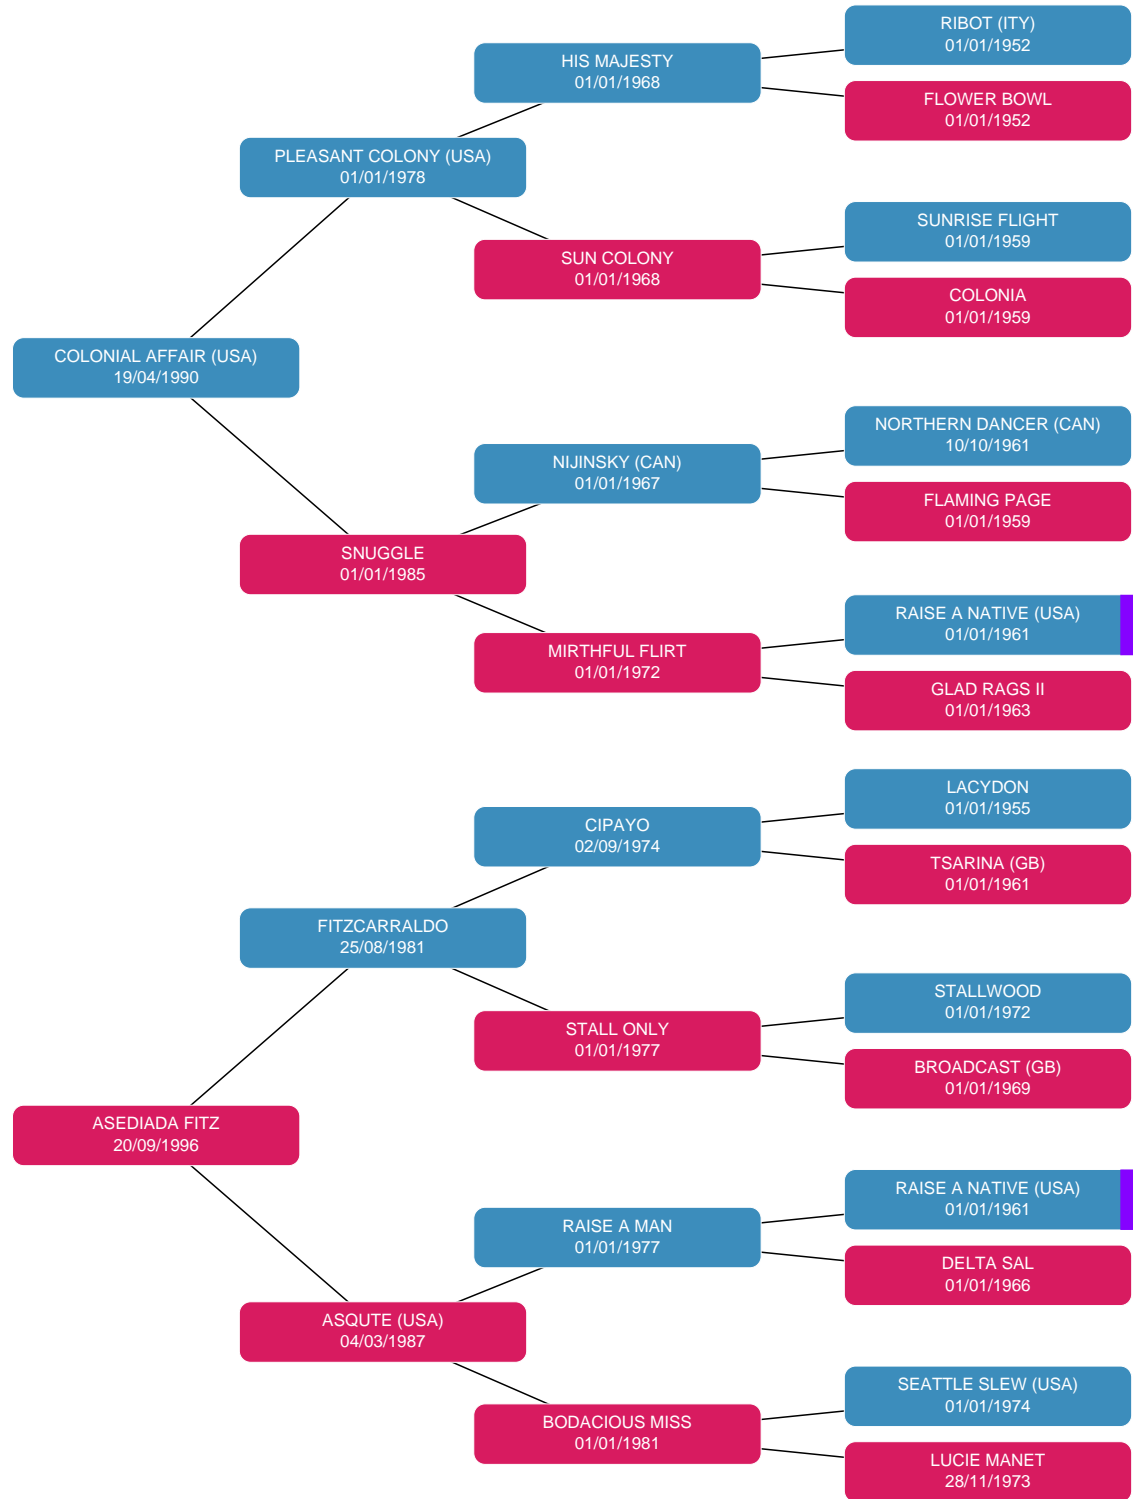 RIBOT (ITY)
01/01/1952
HIS MAJESTY
01/01/1968
FLOWER BOWL
01/01/1952
PLEASANT COLONY (USA)
01/01/1978
SUNRISE FLIGHT
01/01/1959
SUN COLONY
01/01/1968
COLONIA
01/01/1959
COLONIAL AFFAIR (USA)
19/04/1990
NORTHERN DANCER (CAN)
10/10/1961
NIJINSKY (CAN)
01/01/1967
FLAMING PAGE
01/01/1959
SNUGGLE
01/01/1985
RAISE A NATIVE (USA)
01/01/1961
MIRTHFUL FLIRT
01/01/1972
GLAD RAGS II
01/01/1963
LACYDON
01/01/1955
CIPAYO
02/09/1974
TSARINA (GB)
01/01/1961
FITZCARRALDO
25/08/1981
STALLWOOD
01/01/1972
STALL ONLY
01/01/1977
BROADCAST (GB)
01/01/1969
ASEDIADA FITZ
20/09/1996
RAISE A NATIVE (USA)
01/01/1961
RAISE A MAN
01/01/1977
DELTA SAL
01/01/1966
ASQUTE (USA)
04/03/1987
SEATTLE SLEW (USA)
01/01/1974
BODACIOUS MISS
01/01/1981
LUCIE MANET
28/11/1973